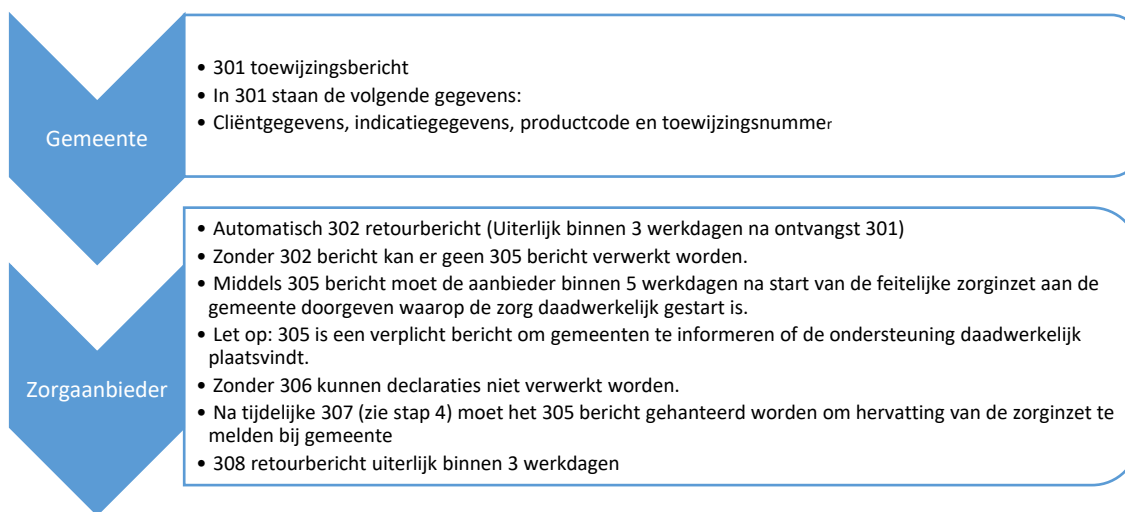 • 301 toewijzingsbericht
• In 301 staan de volgende gegevens:
• Cliëntgegevens, indicatiegegevens, productcode en toewijzingsnummer
Gemeente
• Automatisch 302 retourbericht (Uiterlijk binnen 3 werkdagen na ontvangst 301)
• Zonder 302 bericht kan er geen 305 bericht verwerkt worden.
• Middels 305 bericht moet de aanbieder binnen 5 werkdagen na start van de feitelijke zorginzet aan de
gemeente doorgeven waarop de zorg daadwerkelijk gestart is.
• Let op: 305 is een verplicht bericht om gemeenten te informeren of de ondersteuning daadwerkelijk
plaatsvindt.
Zorgaanbieder
• Zonder 306 kunnen declaraties niet verwerkt worden.
• Na tijdelijke 307 (zie stap 4) moet het 305 bericht gehanteerd worden om hervatting van de zorginzet te
melden bij gemeente
• 308 retourbericht uiterlijk binnen 3 werkdagen